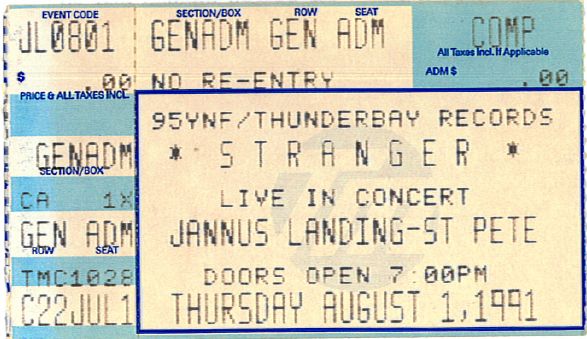 EVENT CODE SECTION/BOX ROW SEAT
JL0801 GENADM GEN ADM COMP
All Taxes Incl. If Applicable
$ .00 NO RE-ENTRY ADM $ .00
PRICE & ALL TAXES INCL.
95YNF/THUNDERBAY RECORDS
GENADM * S T R A N G E R *
SECTION/BOX
CA 1X LIVE IN CONCERT
GEN ADM JANNUS LANDING-ST PETE
ROW SEAT
TMC1028 DOORS OPEN 7:00PM
C22JUL1 THURSDAY AUGUST 1,1991